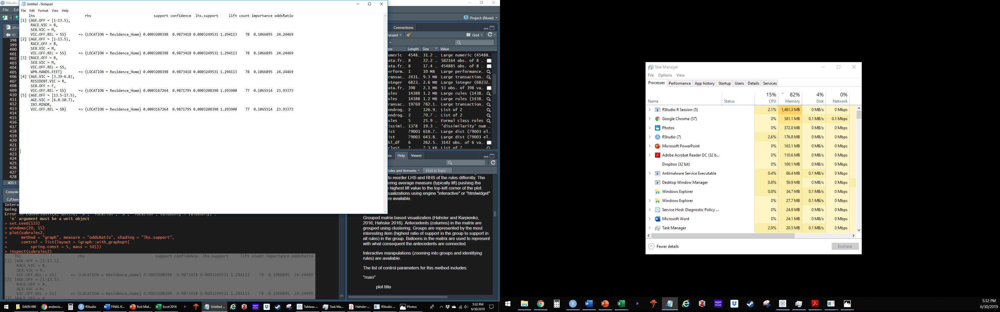 RStudio
Untitled - Notepad
File Edit Format View Help
lhs rhs support confidence lhs.support lift count importance oddsRatio
[1] {AGE.OFF = [1-13.5),
RACE.VIC = B,
SEX.VIC = M,
VIC.OFF.REL = SS} => {LOCATION = Residence_Home} 0.0003208398 0.9873418 0.0003249531 1.294113 78 0.1066895 24.24469
[2] {AGE.OFF = [1-13.5),
RACE.OFF = B,
SEX.VIC = M,
VIC.OFF.REL = SS} => {LOCATION = Residence_Home} 0.0003208398 0.9873418 0.0003249531 1.294113 78 0.1066895 24.24469
[3] {RACE.OFF = B,
SEX.VIC = M,
VIC.OFF.REL = SS,
WPN.HANDS.FEET} => {LOCATION = Residence_Home} 0.0003208398 0.9873418 0.0003249531 1.294113 78 0.1066895 24.24469
[4] {AGE.VIC = [3.39-6.8),
RESIDENT.VIC = R,
SEX.OFF = F,
VIC.OFF.REL = SS} => {LOCATION = Residence_Home} 0.0003167264 0.9871795 0.0003208398 1.293900 77 0.1065514 23.93373
[5] {AGE.OFF = [13.5-17.5),
AGE.VIC = [6.8-10.7),
INJ.MINOR,
VIC.OFF.REL = SB} => {LOCATION = Residence_Home} 0.0003167264 0.9871795 0.0003208398 1.293900 77 0.1065514 23.93373
File Edi
aRul
398
399
400
401
402
403
404
405
406
407
408
409
410
411
412
413
414
415
416
417
418
419
420
421
422
423
424
425
426
427
428
405:1
Project: (None)
Connections
Dataset
Grid
ype Length Size Value
umeric 4548… 31.2 … Large numeric (45488…
ata.fr… 8 22.2 … 582164 obs. of 8 …
ata.fr… 8 17.4 … 454885 obs. of 8 …
erform… 1 10 MB Large performance…
ransac… 2431… 9.3 MB Large transaction…
nteger 6823… 2.6 MB Large integer (68232…
ata.fr… 398 2.1 MB 53 obs. of 398 va…
ules 14388 1.2 MB Large rules (1438…
ules 14388 1.2 MB Large rules (1438…
ransac… 19760 782.1… Large transaction…
endrog… 2 126.9… List of 2
endrog… 2 70.7 … List of 2
ules 5 25.9 … Formal class rules
issimi… 1378 19.3 … 'dissimilarity' num …
ist 79003 618.7… Large dist (79003 el…
ist 79003 643.8… Large dist (79003 el…
bl_df 6 262.5… 3142 obs. of 6 va…
clust 7 7.3 KB List of 7
es Help Viewer
Rules and Itemsets
Find in Topic
to reorder LHS and RHS of the rules differntly. The
ering average measure (typically lift) pushing the
e highest lift value to the top-left corner of the plot.
sualizations using engine "interactive" or "htmlwidget"
re available.
Grouped matrix-based visualization (Hahsler and Karpienko,
2016; Hahsler 2016). Antecedents (columns) in the matrix are
grouped using clustering. Groups are represented by the most
interesting item (highest ratio of support in the group to support in
all rules) in the group. Balloons in the matrix are used to represent
with what consequent the antecedents are connected.
Interactive manipulations (zooming into groups and identifying
rules) are available.
The list of control parameters for this method includes:
"main"
plot title
Console
C:/Users
Intera
Going
Error in convertUnit(x, unitTo, "x", "location", "x", "location", valueOnly = valueOnly) :
'x' argument must be a unit object
> set.seed(123)
> windows(20, 15)
> plot(subrules2,
+ method = "graph", measure = "oddsRatio", shading = "lhs.support",
+ control = list(layout = igraph::with_graphopt(
+ spring.const = 5, mass = 50)))
> inspect(subrules2)
lhs rhs support confidence lhs.support lift count importance oddsRatio
[1] {AGE.OFF = [1-13.5),
RACE.VIC = B,
SEX.VIC = M,
VIC.OFF.REL = SS} => {LOCATION = Residence_Home} 0.0003208398 0.9873418 0.0003249531 1.294113 78 0.1066895 24.24469
[2] {AGE.OFF = [1-13.5),
RACE.OFF = B,
SEX.VIC = M,
VIC.OFF.REL = SS} => {LOCATION = Residence_Home} 0.0003208398 0.9873418 0.0003249531 1.294113 78 0.1066895 24.24469
[3] {RACE.OFF = B,
DAEN 690
arulesviz…
RStudio
FINAL K…
Rob Mid…
Excel 2016
Untitled …
Tableau …
Task Ma…
Hahsler-…
RStudio …
Photos
5:32 PM
6/30/2019
Task Manager
File Options View
Processes Performance App history Startup Users Details Services
15% 82% 4% 0%
Name Status CPU Memory Disk Network
RStudio R Session (5) 2.1% 1,461.3 MB 0 MB/s 0 Mbps
Google Chrome (57) 0% 581.1 MB 0.1 MB/s 0.1 Mbps
Photos 0% 372.0 MB 0 MB/s 0 Mbps
RStudio (7) 2.6% 176.8 MB 0 MB/s 0 Mbps
Microsoft PowerPoint 0% 163.1 MB 0 MB/s 0 Mbps
Adobe Acrobat Reader DC (32 b… 0% 110.6 MB 0 MB/s 0 Mbps
Dropbox (32 bit) 0% 100.1 MB 0 MB/s 0 Mbps
Antimalware Service Executable 0.4% 66.4 MB 0.1 MB/s 0 Mbps
Desktop Window Manager 0.8% 59.9 MB 0 MB/s 0 Mbps
Windows Explorer 0.8% 34.7 MB 0.1 MB/s 0 Mbps
Windows Explorer 0% 27.7 MB 0.1 MB/s 0 Mbps
Service Host: Diagnostic Policy … 0% 24.9 MB 0 MB/s 0 Mbps
Microsoft Word 0% 24.1 MB 0 MB/s 0 Mbps
Task Manager 2.9% 20.5 MB 0.1 MB/s 0 Mbps
Fewer details
End task
5:32 PM
6/30/2019